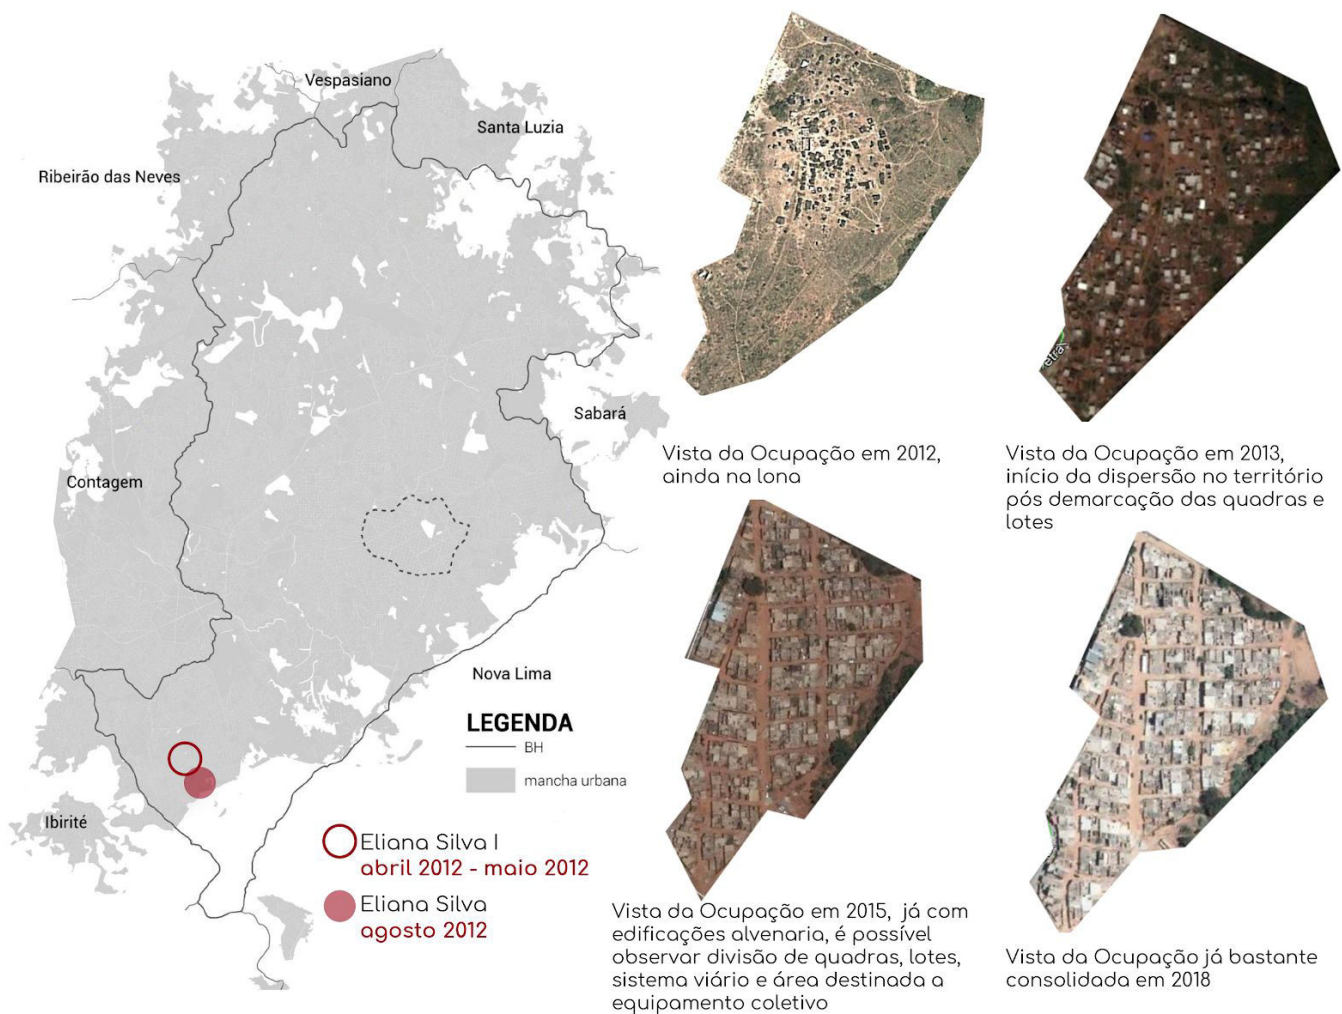 Vespasiano
Santa Luzia
Ribeirão das Neves
Sabará
Contagem
Nova Lima
Ibirité
LEGENDA
BH
mancha urbana
Eliana Silva I
abril 2012 - maio 2012
Eliana Silva
agosto 2012
Vista da Ocupação em 2012,
ainda na lona
etra
Vista da Ocupação em 2013,
início da dispersão no território
pós demarcação das quadras e
lotes
Vista da Ocupação em 2015, já com
edificações alvenaria, é possível
observar divisão de quadras, lotes,
sistema viário e área destinada a
equipamento coletivo
Vista da Ocupação já bastante
consolidada em 2018